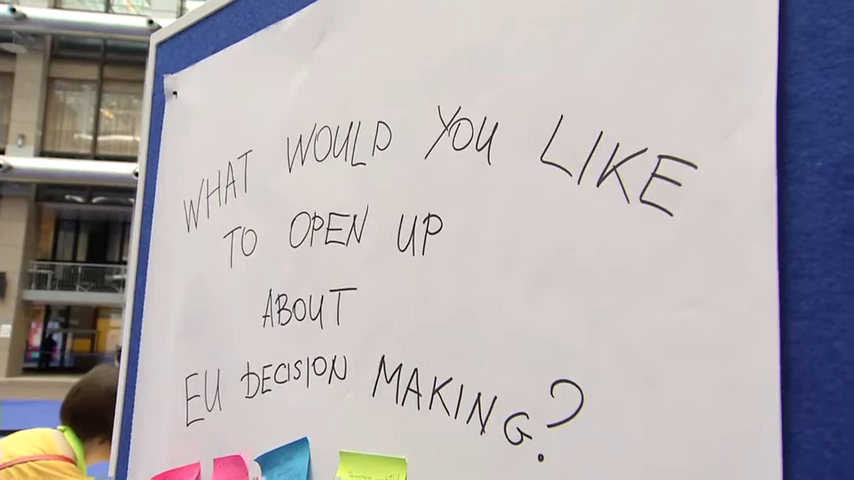 WHAT WOULD YOU LIKE
TO OPEN UP
ABOUT
EU DECISION MAKING?